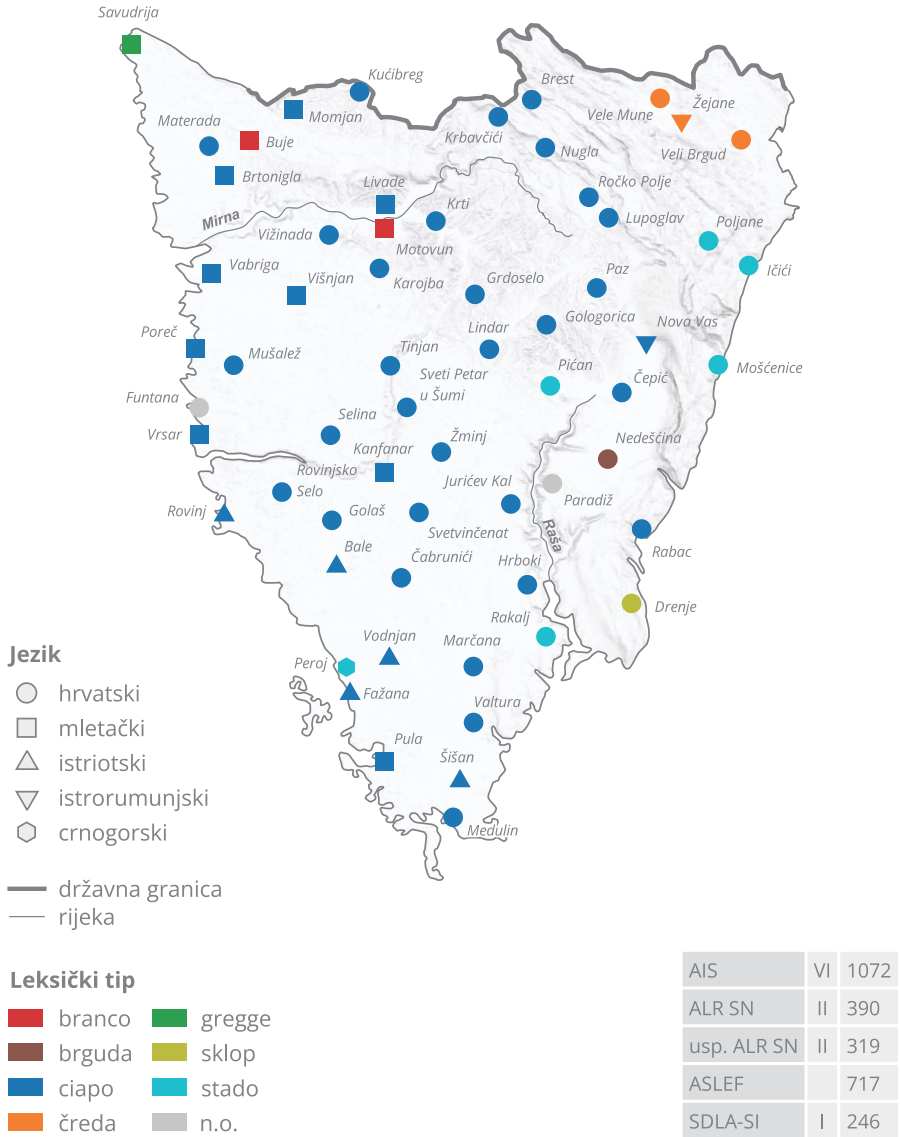 Savudrija
Kućibreg
Brest
Momjan
Vele Mune
Žejane
Materada
Buje
Krbavčići
Veli Brgud
Nugla
Brtonigla
Livade
Ročko Polje
Mirna
Krti
Lupoglav
Poljane
Vižinada
Motovun
Vabriga
Višnjan
Karojba
Grdoselo
Paz
Ičići
Gologorica
Nova Vas
Poreč
Lindar
Mušalež
Tinjan
Pićan
Mošćenice
Sveti Petar
u Šumi
Čepić
Funtana
Selina
Vrsar
Kanfanar
Žminj
Nedešćina
Rovinjsko
Selo
Jurićev Kal
Paradiž
Rovinj
Golaš
Svetvinčenat
Raša
Rabac
Bale
Čabrunići
Hrboki
Drenje
Rakalj
Vodnjan
Marčana
Peroj
Fažana
Valtura
Pula
Šišan
Medulin
Jezik
hrvatski
mletački
istriotski
istrorumunjski
crnogorski
državna granica
rijeka
Leksički tip
branco gregge
brguda sklop
ciapo stado
čreda n.o.
AIS VI 1072
ALR SN II 390
usp. ALR SN II 319
ASLEF 717
SDLA-SI I 246